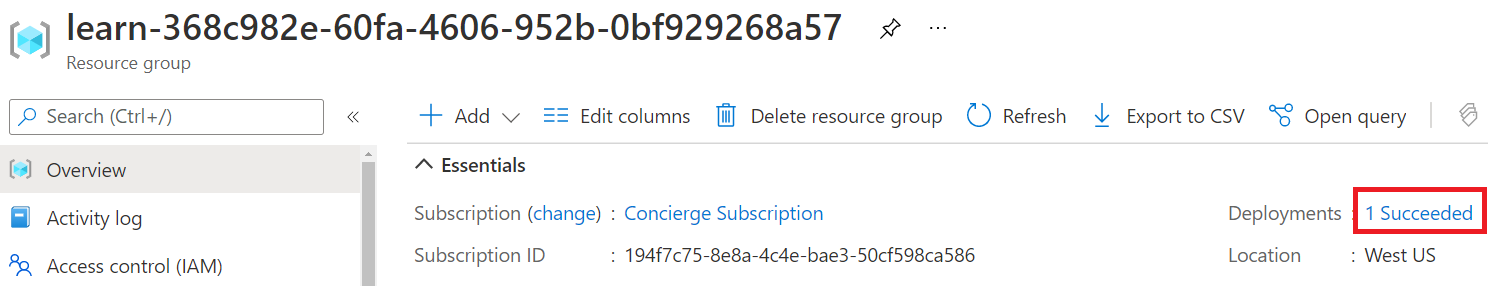 learn-368c982e-60fa-4606-952b-0bf929268a57
Resource group
Search (Ctrl+/)
Add Edit columns Delete resource group Refresh Export to CSV Open query
Overview
Activity log
Access control (IAM)
Essentials
Subscription (change) : Concierge Subscription Deployments : 1 Succeeded
Subscription ID : 194f7c75-8e8a-4c4e-bae3-50cf598ca586 Location : West US